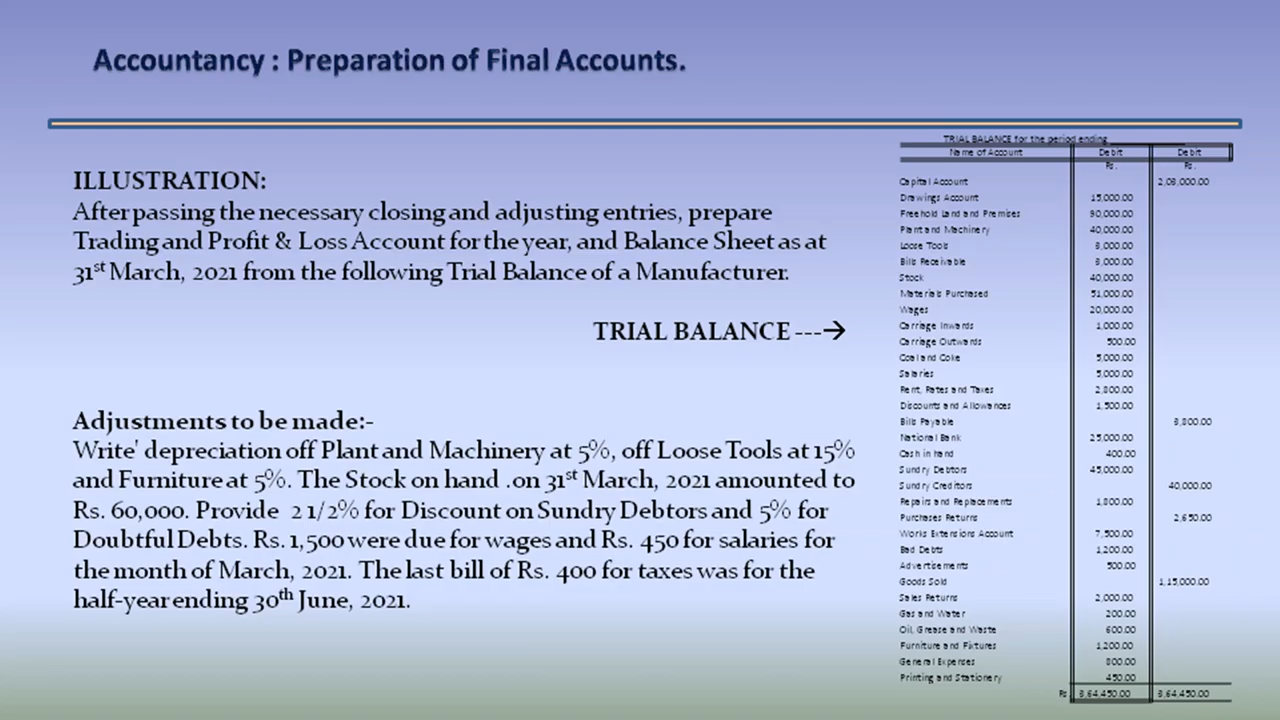 Accountancy : Preparation of Final Accounts.
ILLUSTRATION:
After passing the necessary closing and adjusting entries, prepare
Trading and Profit & Loss Account for the year, and Balance Sheet as at
31st March, 2021 from the following Trial Balance of a Manufacturer.
TRIAL BALANCE ---→
Adjustments to be made:-
Write' depreciation off Plant and Machinery at 5%, off Loose Tools at 15%
and Furniture at 5%. The Stock on hand .on 31st March, 2021 amounted to
Rs. 60,000. Provide 2 1/2% for Discount on Sundry Debtors and 5% for
Doubtful Debts. Rs. 1,500 were due for wages and Rs. 450 for salaries for
the month of March, 2021. The last bill of Rs. 400 for taxes was for the
half-year ending 30th June, 2021.
TRIAL BALANCE for the period ending
Name of Account Debit Debit
Rs. Rs.
Capital Account 2,03,000.00
Drawings Account 15,000.00
Freehold Land and Premises 90,000.00
Plant and Machinery 40,000.00
Loose Tools 3,000.00
Bills Receivable 3,000.00
Stock 40,000.00
Materials Purchased 51,000.00
Wages 20,000.00
Carriage Inwards 1,000.00
Carriage Outwards 500.00
Coal and Coke 5,000.00
Salaries 5,000.00
Rent, Rates and Taxes 2,800.00
Discounts and Allowances 1,500.00
Bills Payable 3,800.00
National Bank 25,000.00
Cash in hand 400.00
Sundry Debtors 45,000.00
Sundry Creditors 40,000.00
Repairs and Replacements 1,800.00
Purchases Returns 2,650.00
Works Extensions Account 7,500.00
Bad Debts 1,200.00
Advertisements 500.00
Goods Sold 1,15,000.00
Sales Returns 2,000.00
Gas and Water 200.00
Oil, Grease and Waste 600.00
Furniture and Fixtures 1,200.00
General Expenses 800.00
Printing and Stationery 450.00
Rs 3,64,450.00 3,64,450.00